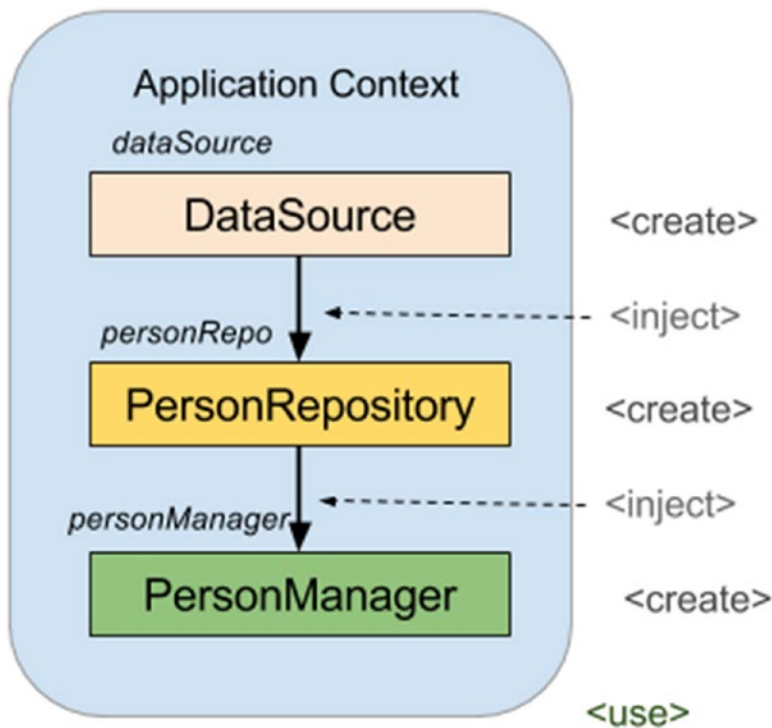 Application Context
dataSource
DataSource
<create>
<inject>
personRepo
PersonRepository
<create>
<inject>
personManager
PersonManager
<create>
<use>